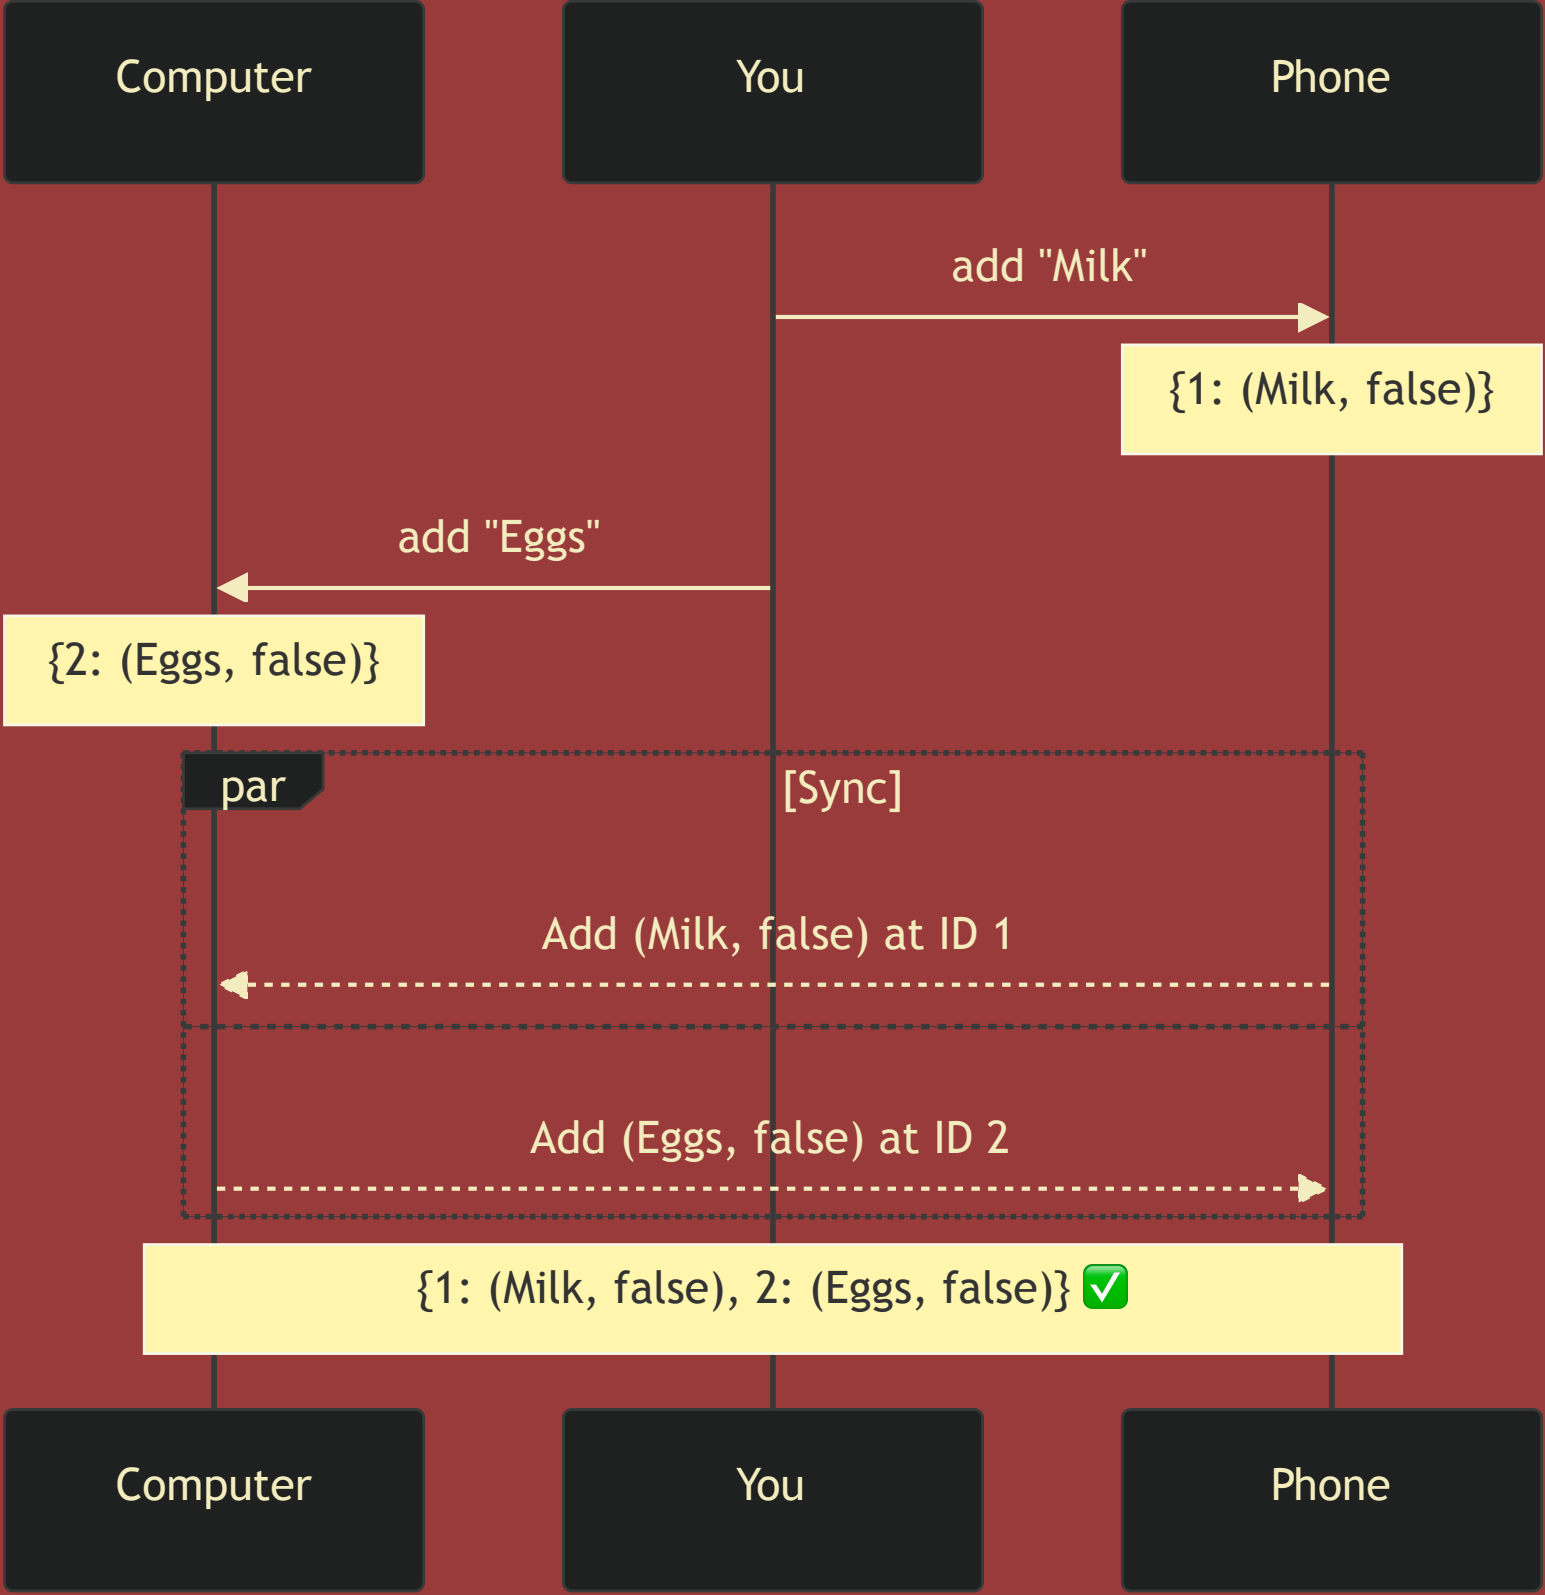 Computer
You
Phone
add "Milk"
{1: (Milk, false)}
add "Eggs"
{2: (Eggs, false)}
par
[Sync]
Add (Milk, false) at ID 1
Add (Eggs, false) at ID 2
{1: (Milk, false), 2: (Eggs, false)} ✅
Computer
You
Phone